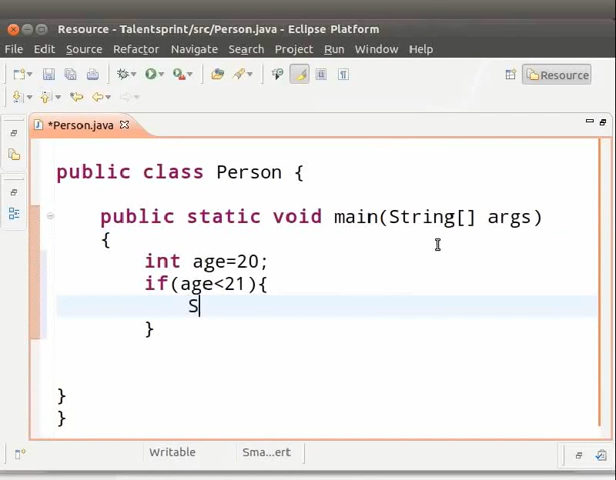 Resource - Talentsprint/src/Person.java - Eclipse Platform
File Edit Source Refactor Navigate Search Project Run Window Help
Resource
*Person.java
public class Person {
public static void main(String[] args)
{
int age=20;
if(age<21){
S
}
}
}
Writable Sma...ert